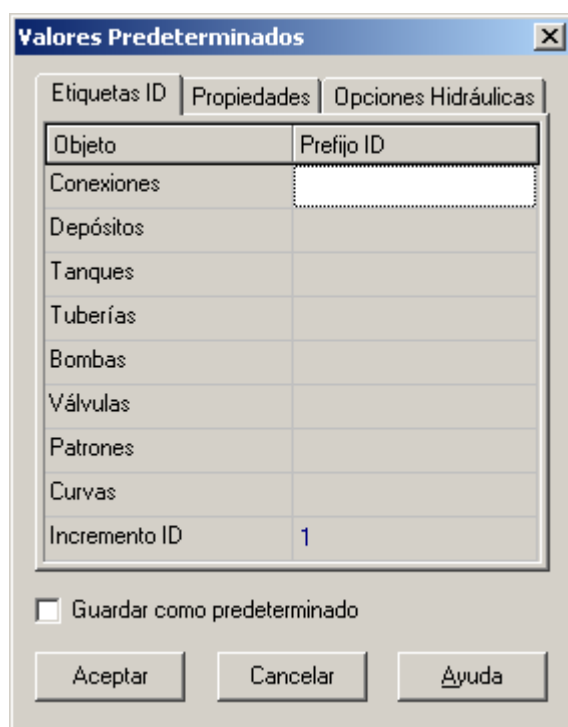 Valores Predeterminados
Etiquetas ID Propiedades Opciones Hidráulicas
Objeto Prefijo ID
Conexiones
Depósitos
Tanques
Tuberías
Bombas
Válvulas
Patrones
Curvas
Incremento ID 1
Guardar como predeterminado
Aceptar Cancelar Ayuda